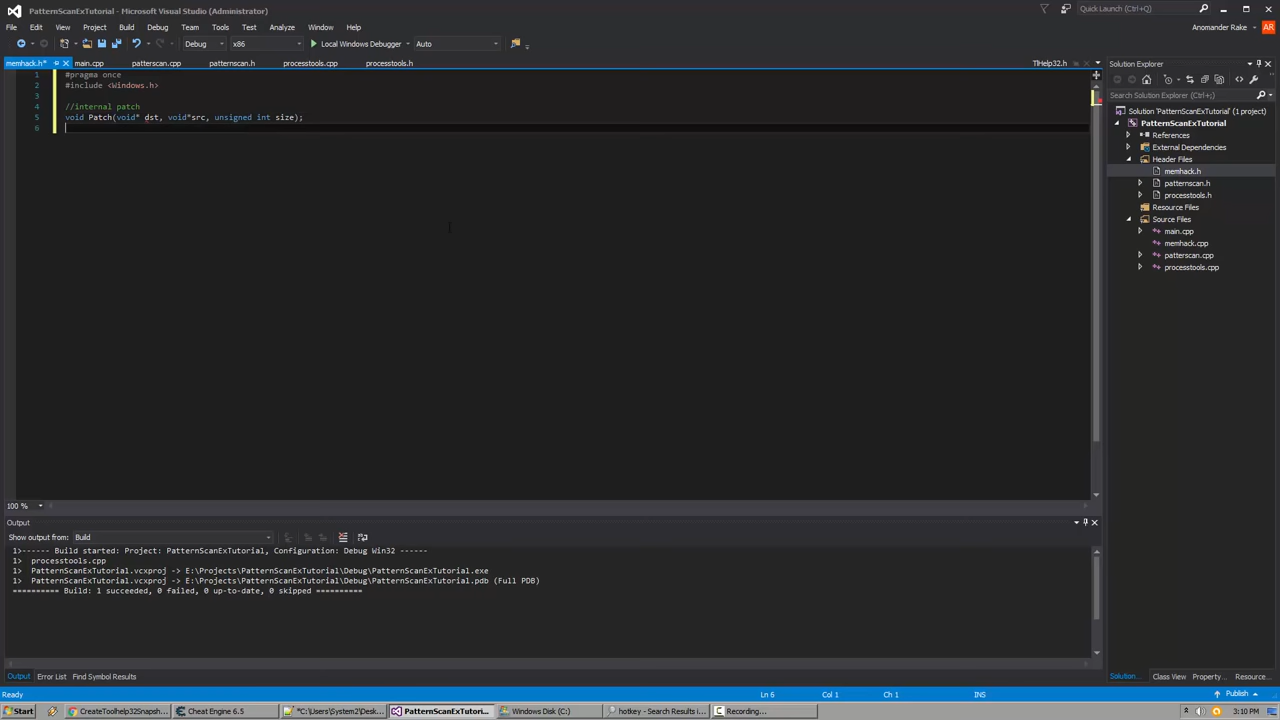 PatternScanExTutorial - Microsoft Visual Studio (Administrator)
Quick Launch (Ctrl+Q)
File Edit View Project Build Debug Team Tools Test Analyze Window Help
Anomander Rake AR
Debug x86 Local Windows Debugger Auto
memhack.h* main.cpp patterscan.cpp patternscan.h processtools.cpp processtools.h TlHelp32.h
1 #pragma once
2 #include <Windows.h>
3
4 //internal patch
5 void Patch(void* dst, void*src, unsigned int size);
6
100 %
Solution Explorer
Search Solution Explorer (Ctrl+;)
Solution 'PatternScanExTutorial' (1 project)
PatternScanExTutorial
References
External Dependencies
Header Files
memhack.h
patternscan.h
processtools.h
Resource Files
Source Files
main.cpp
memhack.cpp
patterscan.cpp
processtools.cpp
Output
Show output from: Build
1>------ Build started: Project: PatternScanExTutorial, Configuration: Debug Win32 ------
1> processtools.cpp
1> PatternScanExTutorial.vcxproj -> E:\Projects\PatternScanExTutorial\Debug\PatternScanExTutorial.exe
1> PatternScanExTutorial.vcxproj -> E:\Projects\PatternScanExTutorial\Debug\PatternScanExTutorial.pdb (Full PDB)
========== Build: 1 succeeded, 0 failed, 0 up-to-date, 0 skipped ==========
Output Error List Find Symbol Results
Solution... Class View Property... Resource...
Ready Ln 6 Col 1 Ch 1 INS Publish
Start CreateToolhelp32Snapsh... Cheat Engine 6.5 *C:\Users\System2\Deskt... PatternScanExTutori... Windows Disk (C:) hotkey - Search Results i... Recording... 3:10 PM